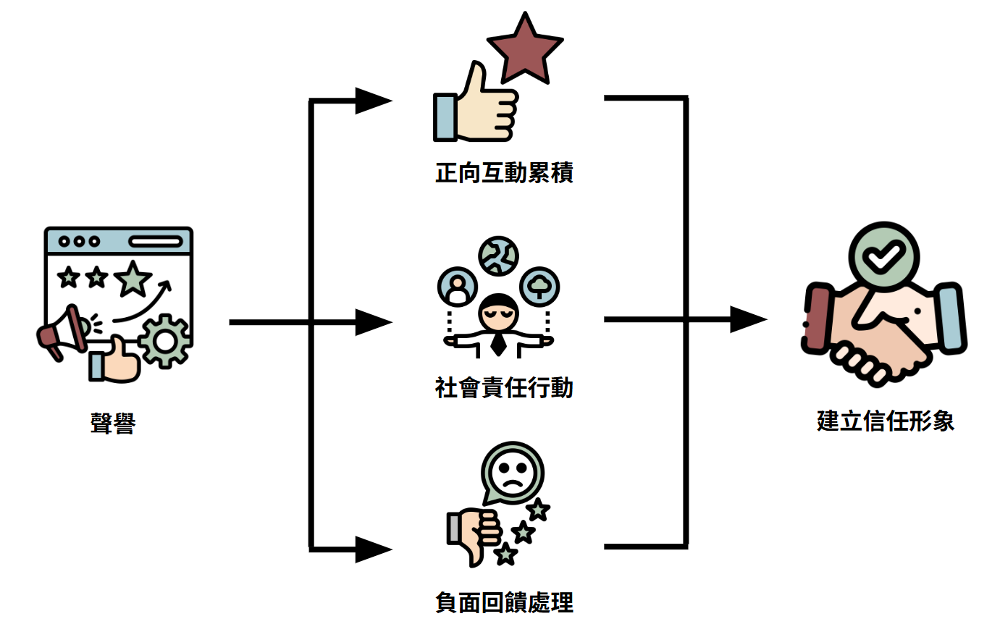 聲譽
正向互動累積
社會責任行動
負面回饋處理
建立信任形象